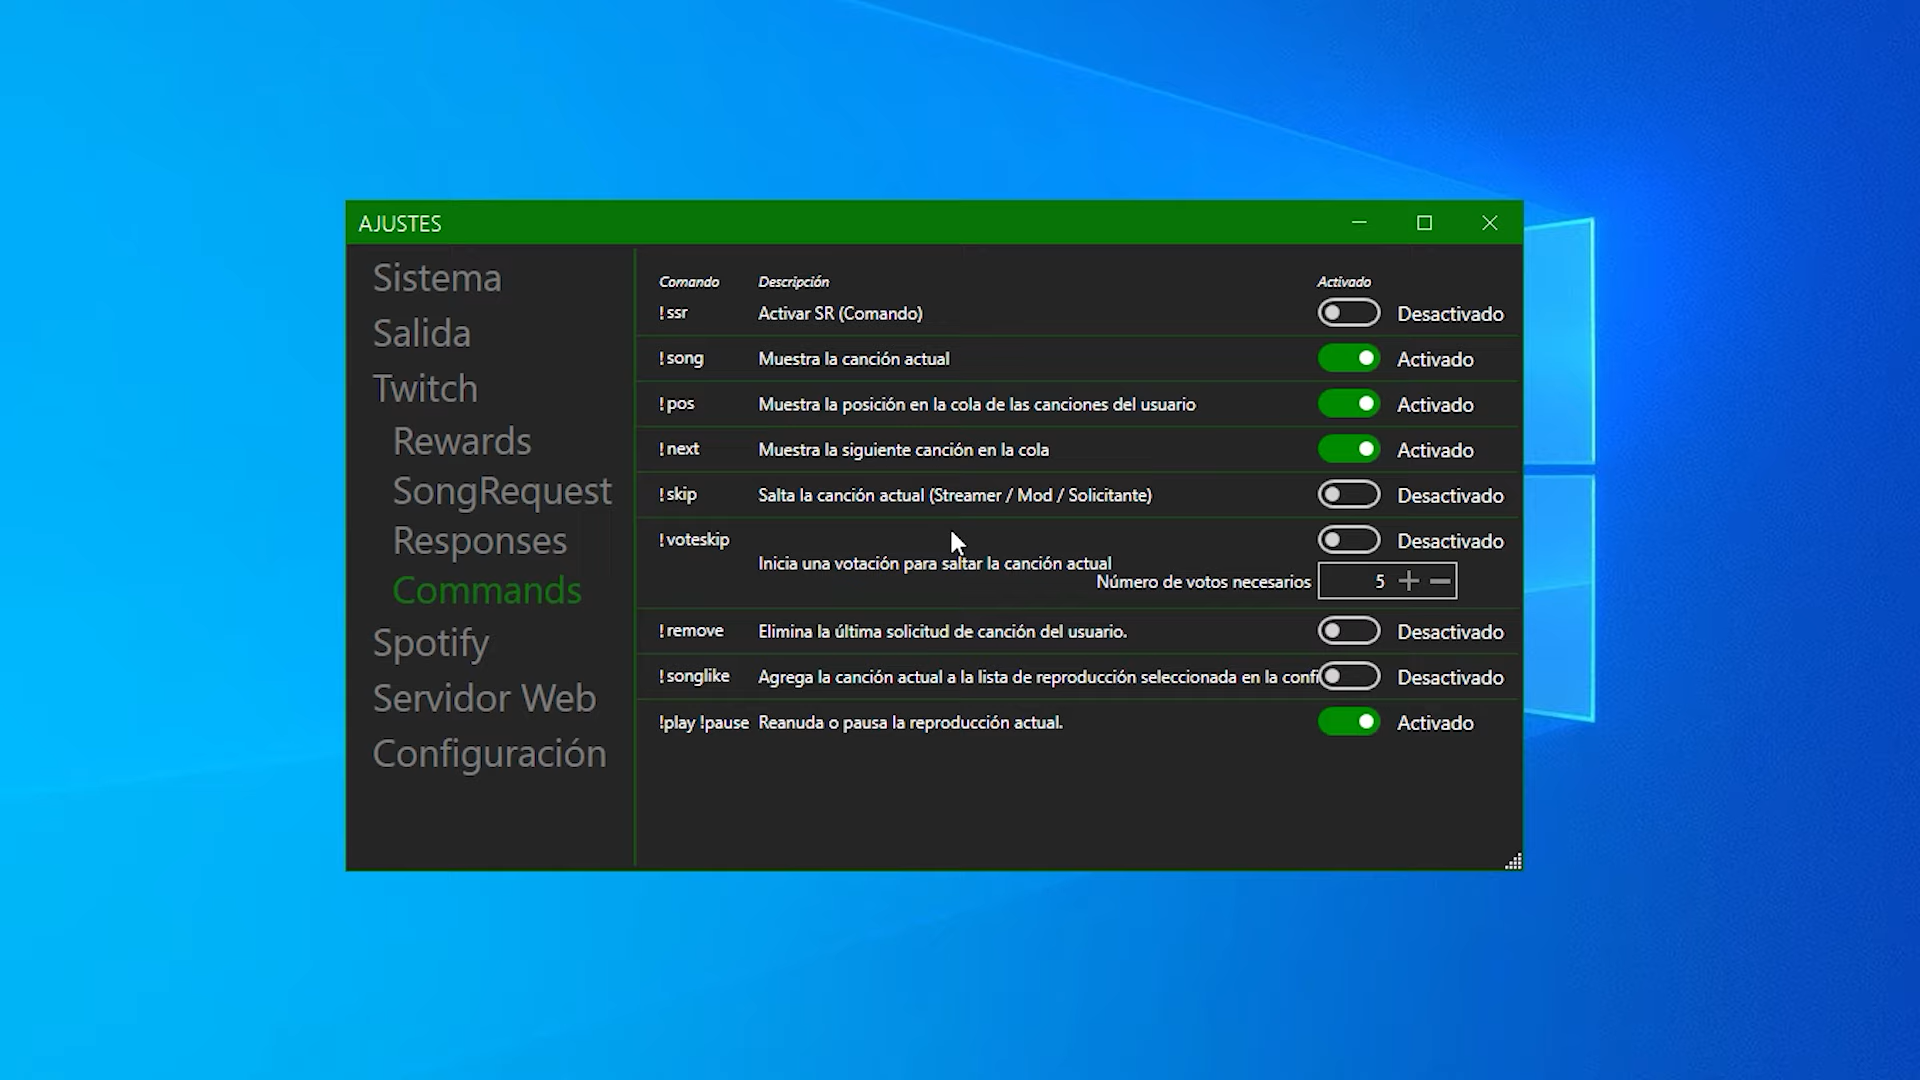 AJUSTES
Sistema
Salida
Twitch
Rewards
SongRequest
Responses
Commands
Spotify
Servidor Web
Configuración
Comando Descripción Activado
!ssr Activar SR (Comando) Desactivado
!song Muestra la canción actual Activado
!pos Muestra la posición en la cola de las canciones del usuario Activado
!next Muestra la siguiente canción en la cola Activado
!skip Salta la canción actual (Streamer / Mod / Solicitante) Desactivado
!voteskip Desactivado
Inicia una votación para saltar la canción actual
Número de votos necesarios 5
!remove Elimina la última solicitud de canción del usuario. Desactivado
!songlike Agrega la canción actual a la lista de reproducción seleccionada en la confi Desactivado
!play !pause Reanuda o pausa la reproducción actual. Activado